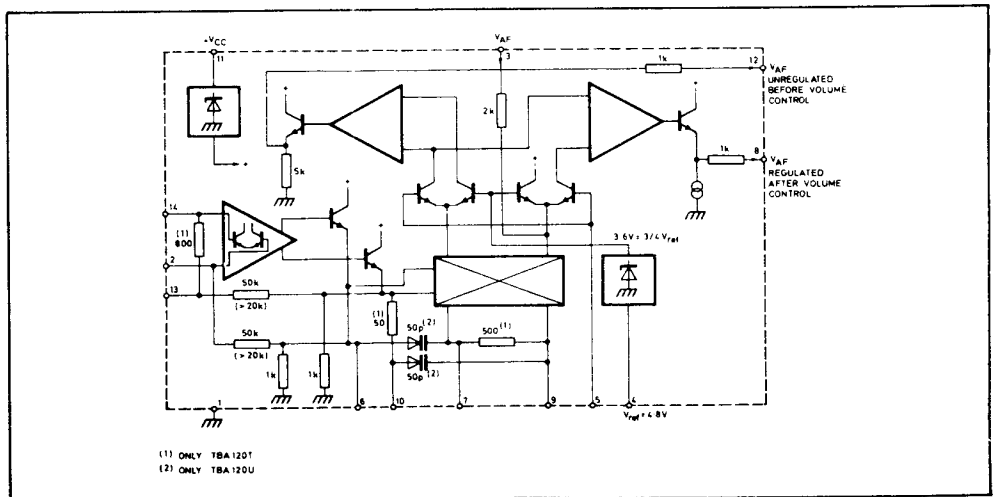 +VCC
11
VAF
3
1k
12
VAF
UNREGULATED
BEFORE VOLUME
CONTROL
+
+
2k
+
+
5k
1k
8
VAF
REGULATED
AFTER VOLUME
CONTROL
14
(1)
800
+
+
+
3.6V = 3/4 Vref
2
13
50k
(>20k)
(1)
50
50p(2)
500(1)
50k
(>20k)
1k
1k
50p(2)
1
6
10
7
9
5
4
Vref = 4.8V
(1) ONLY TBA120T
(2) ONLY TBA120U